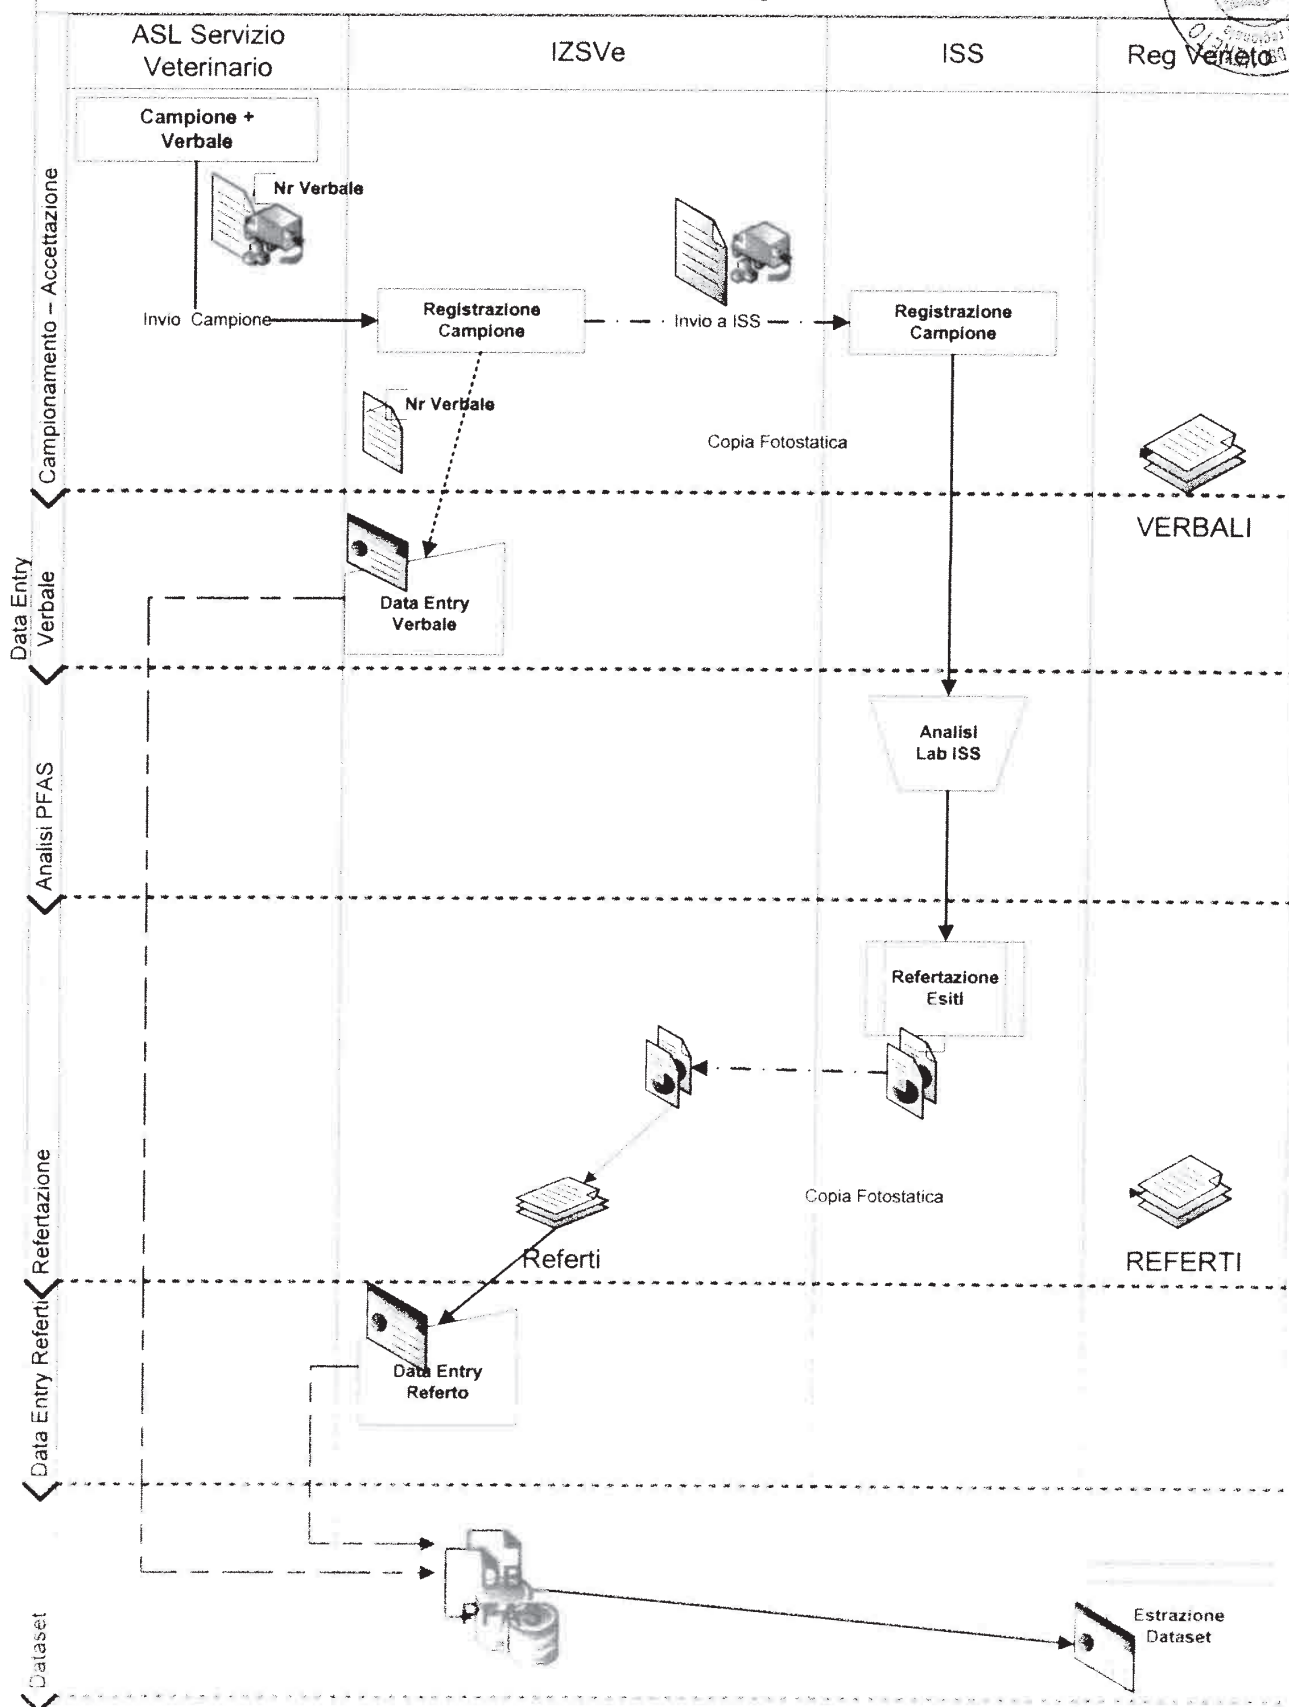 ASL Servizio
Veterinario
IZSVe
ISS
Reg Veneto
Campionamento – Accettazione
Campione +
Verbale
Nr Verbale
Invio Campione
Registrazione
Campione
Invio a ISS
Registrazione
Campione
Nr Verbale
Copia Fotostatica
VERBALI
Data Entry
Verbale
Data Entry
Verbale
Analisi PFAS
Analisi
Lab ISS
Refertazione
Refertazione
Esiti
Copia Fotostatica
Referti
REFERTI
Data Entry Referti
Data Entry
Referto
Dataset
DB
PFAS
Estrazione
Dataset